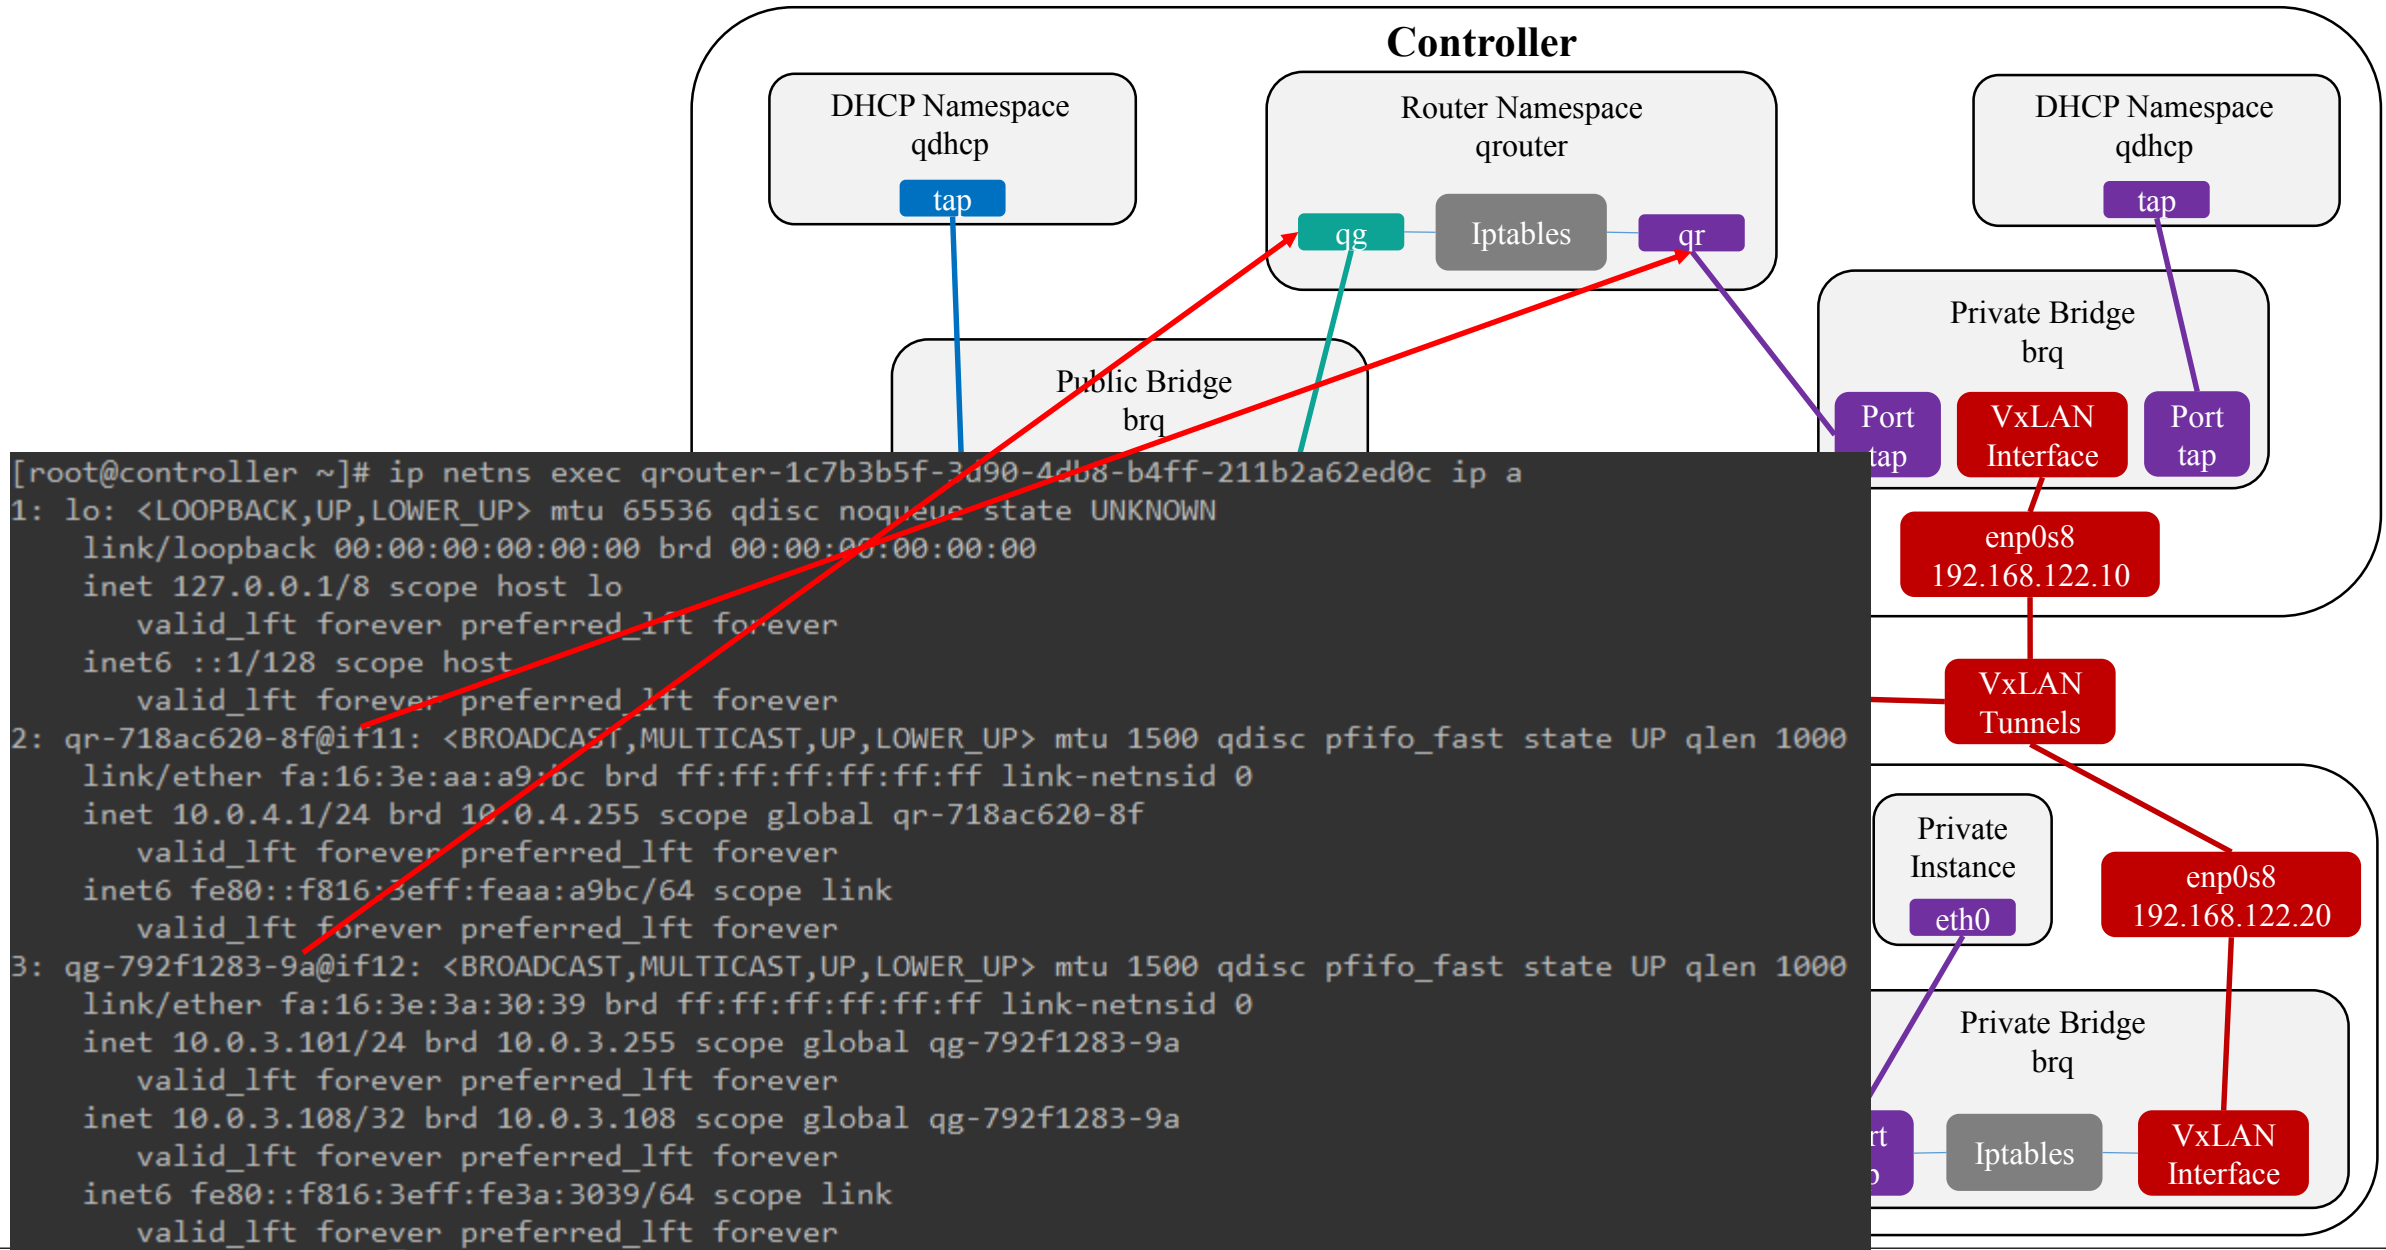 Controller
DHCP Namespace
qdhcp
tap
Router Namespace
qrouter
qg
Iptables
qr
DHCP Namespace
qdhcp
tap
Public Bridge
brq
Private Bridge
brq
Port
tap
VxLAN
Interface
Port
tap
enp0s8
192.168.122.10
VxLAN
Tunnels
[root@controller ~]# ip netns exec qrouter-1c7b3b5f-3d90-4db8-b4ff-211b2a62ed0c ip a
1: lo: <LOOPBACK,UP,LOWER_UP> mtu 65536 qdisc noqueue state UNKNOWN
    link/loopback 00:00:00:00:00:00 brd 00:00:00:00:00:00
    inet 127.0.0.1/8 scope host lo
       valid_lft forever preferred_lft forever
    inet6 ::1/128 scope host
       valid_lft forever preferred_lft forever
2: qr-718ac620-8f@if11: <BROADCAST,MULTICAST,UP,LOWER_UP> mtu 1500 qdisc pfifo_fast state UP qlen 1000
    link/ether fa:16:3e:aa:a9:bc brd ff:ff:ff:ff:ff:ff link-netnsid 0
    inet 10.0.4.1/24 brd 10.0.4.255 scope global qr-718ac620-8f
       valid_lft forever preferred_lft forever
    inet6 fe80::f816:3eff:feaa:a9bc/64 scope link
       valid_lft forever preferred_lft forever
3: qg-792f1283-9a@if12: <BROADCAST,MULTICAST,UP,LOWER_UP> mtu 1500 qdisc pfifo_fast state UP qlen 1000
    link/ether fa:16:3e:3a:30:39 brd ff:ff:ff:ff:ff:ff link-netnsid 0
    inet 10.0.3.101/24 brd 10.0.3.255 scope global qg-792f1283-9a
       valid_lft forever preferred_lft forever
    inet 10.0.3.108/32 brd 10.0.3.108 scope global qg-792f1283-9a
       valid_lft forever preferred_lft forever
    inet6 fe80::f816:3eff:fe3a:3039/64 scope link
       valid_lft forever preferred_lft forever
Private
Instance
eth0
enp0s8
192.168.122.20
Private Bridge
brq
Iptables
VxLAN
Interface